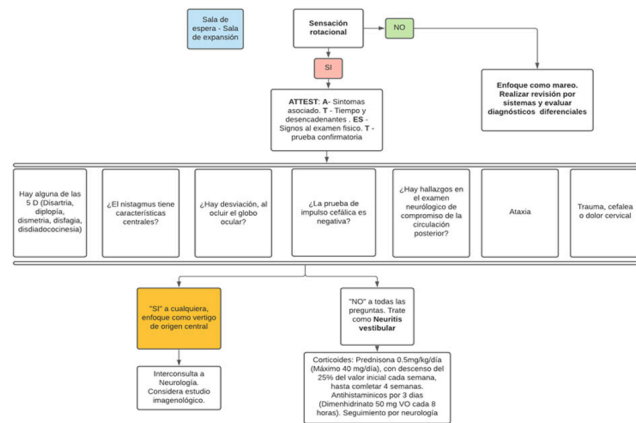 Sala de
espera - Sala
de expansión
Sensación
rotacional
NO
SI
ATTEST: A- Sintomas
asociado. T - Tiempo y
desencadenantes . ES -
Signos al examen fisico. T -
prueba confirmatoria
Enfoque como mareo.
Realizar revisión por
sistemas y evaluar
diagnósticos diferenciales
Hay alguna de las
5 D (Disartria,
diplopía,
dismetria, disfagia,
disdiadococinesia)
¿El nistagmus tiene
características
centrales?
¿Hay desviación, al
ocluir el globo
ocular?
¿La prueba de
impulso cefálica es
negativa?
¿Hay hallazgos en el
examen
neurólogico de
compromiso de la
circulación
posterior?
Ataxia
Trauma, cefalea
o dolor cervical
"SI" a cualquiera,
enfoque como vertigo
de origen central
"NO" a todas las
preguntas. Trate
como Neuritis
vestibular
Interconsulta a
Neurología.
Considera estudio
imagenológico.
Corticoides: Prednisona 0.5mg/kg/día
(Máximo 40 mg/día), con descenso del
25% del valor inicial cada semana,
hasta comletar 4 semanas.
Antihistaminicos por 3 dias
(Dimenhidrinato 50 mg VO cada 8
horas). Seguimiento por neurología